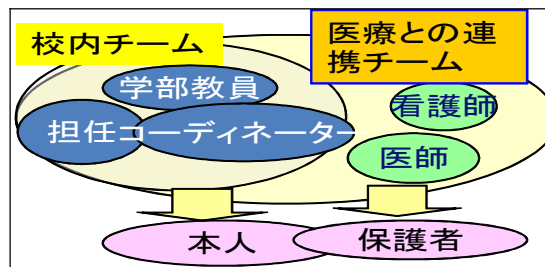 校内チーム
医療との連
携チーム
学部教員
看護師
担任コーディネーター
医師
本人
保護者